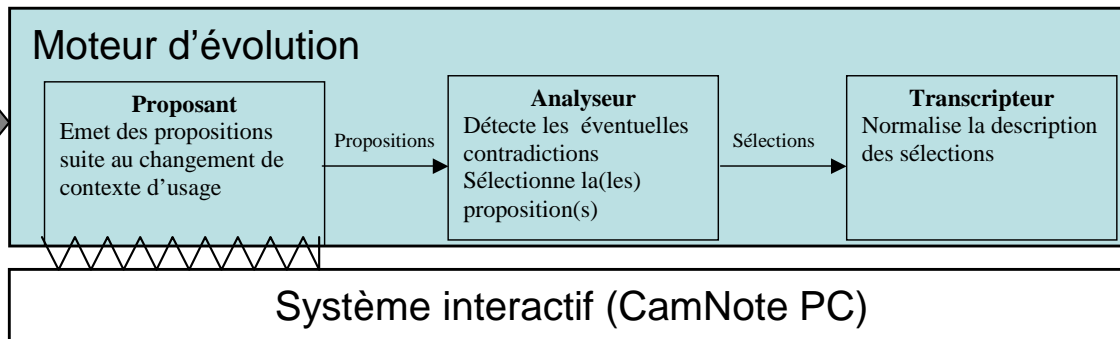 Moteur d'évolution
Proposant
Emet des propositions
suite au changement de
contexte d'usage
Propositions
Analyseur
Détecte les éventuelles
contradictions
Sélectionne la(les)
proposition(s)
Sélections
Transcripteur
Normalise la description
des sélections
Système interactif (CamNote PC)